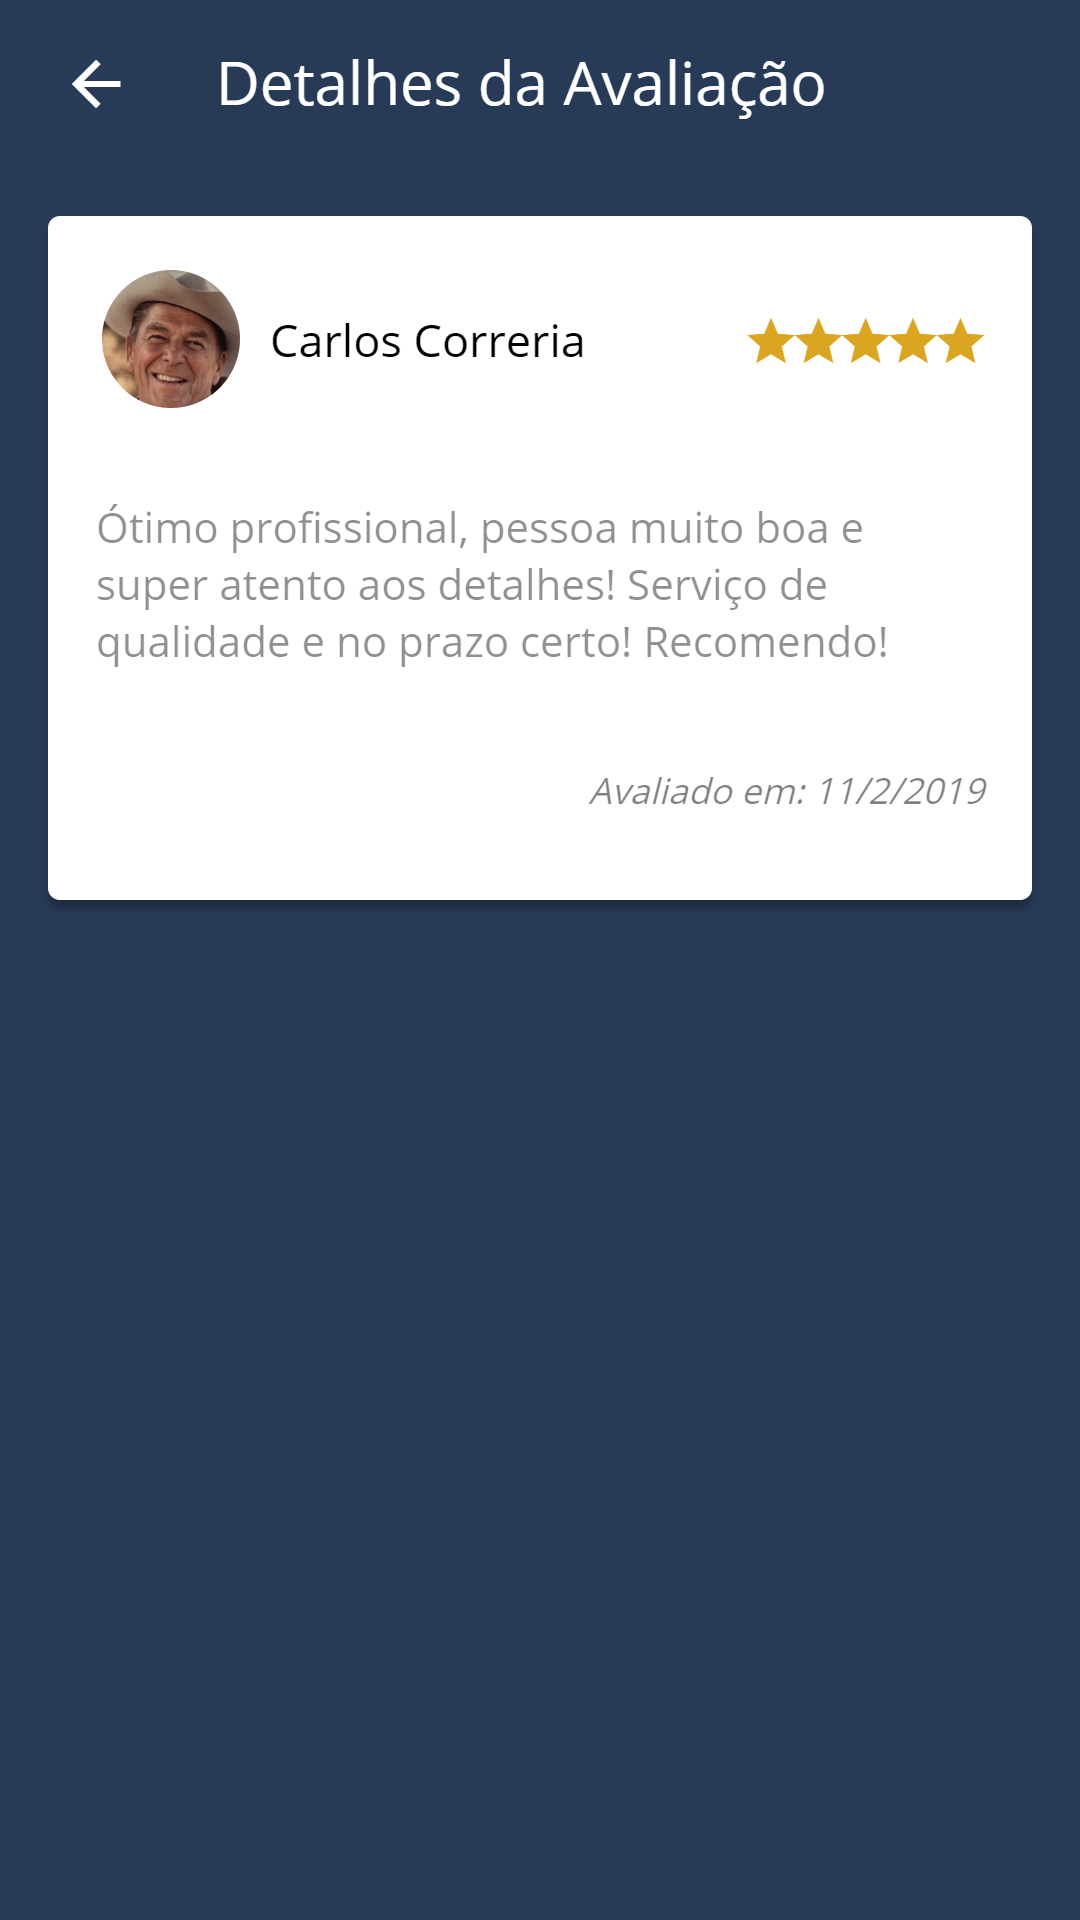 Detalhes da Avaliação
Carlos Correria
Ótimo profissional, pessoa muito boa e
super atento aos detalhes! Serviço de
qualidade e no prazo certo! Recomendo!
Avaliado em: 11/2/2019